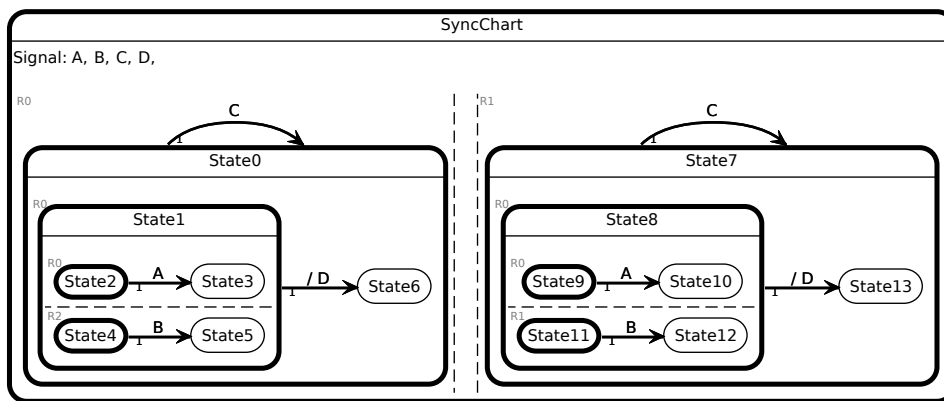 SyncChart
Signal: A, B, C, D,
R0
C
1
State0
R0
State1
R0
State2
1
A
State3
R2
State4
1
B
State5
1
/ D
State6
R1
C
1
State7
R0
State8
R0
State9
1
A
State10
R1
State11
1
B
State12
1
/ D
State13